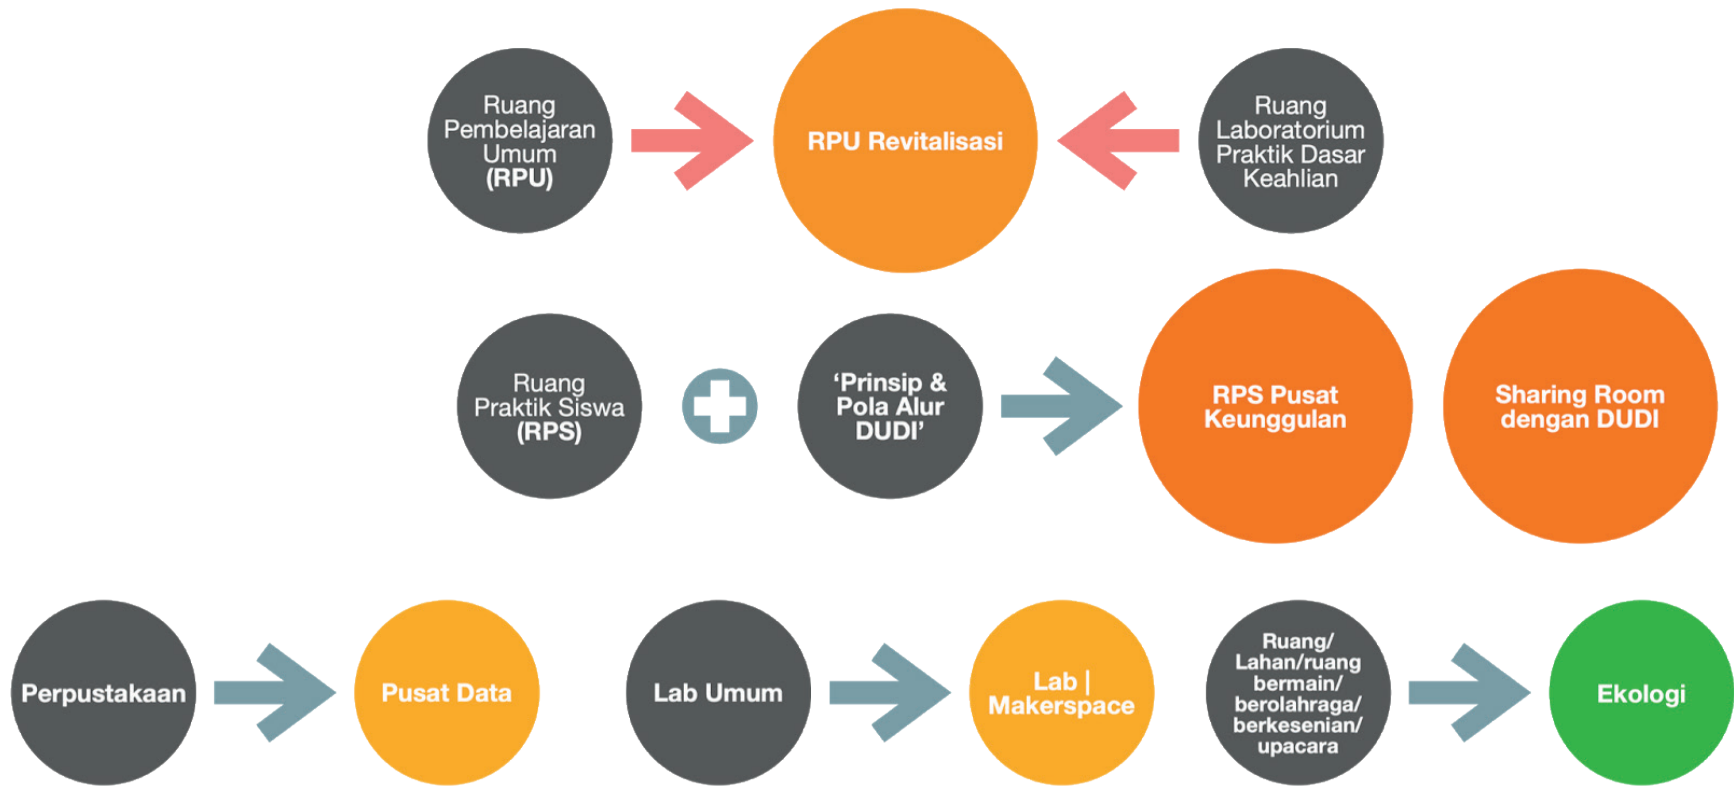 Ruang
Pembelajaran
Umum
(RPU)
RPU Revitalisasi
Ruang
Laboratorium
Praktik Dasar
Keahlian
Ruang
Praktik Siswa
(RPS)
‘Prinsip &
Pola Alur
DUDI’
RPS Pusat
Keunggulan
Sharing Room
dengan DUDI
Perpustakaan
Pusat Data
Lab Umum
Lab |
Makerspace
Ruang/
Lahan/ruang
bermain/
berolahraga/
berkesenian/
upacara
Ekologi